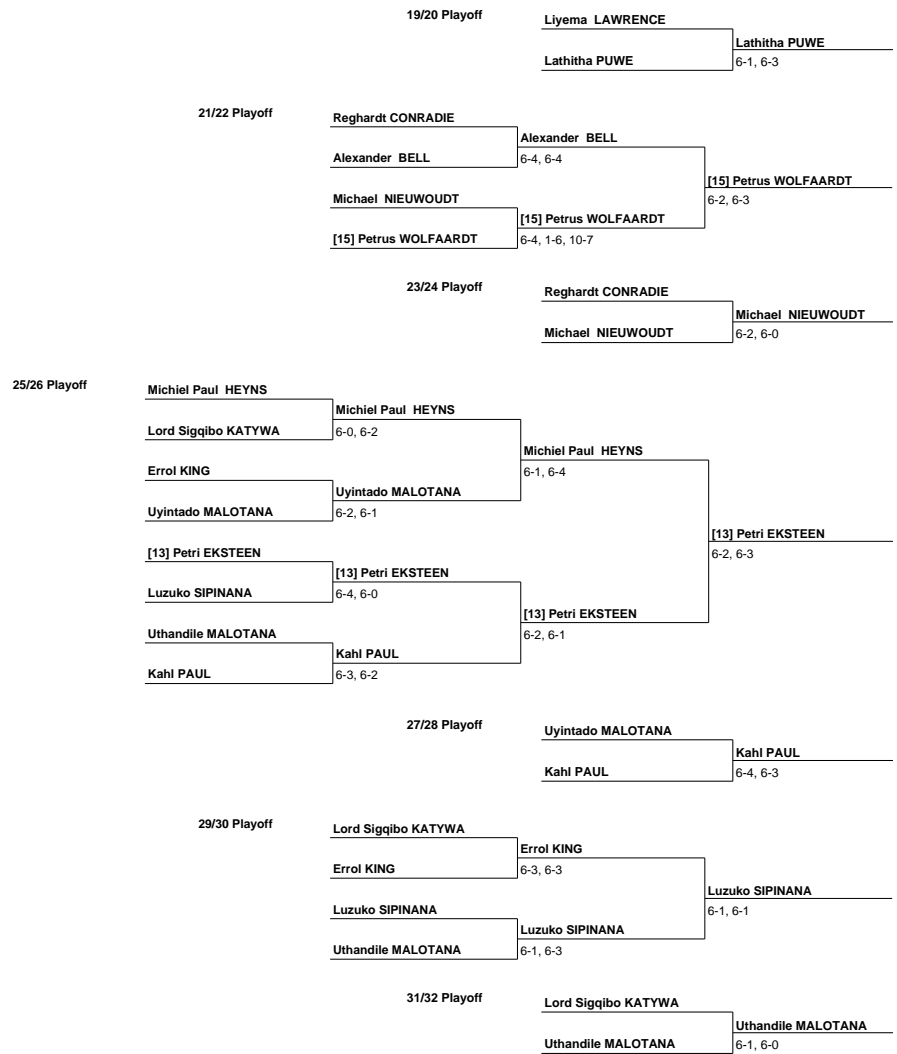 19/20 Playoff
Liyema LAWRENCE
Lathitha PUWE
Lathitha PUWE
6-1, 6-3
21/22 Playoff
Reghardt CONRADIE
Alexander BELL
Alexander BELL
6-4, 6-4
[15] Petrus WOLFAARDT
Michael NIEUWOUDT
6-2, 6-3
[15] Petrus WOLFAARDT
[15] Petrus WOLFAARDT
6-4, 1-6, 10-7
23/24 Playoff
Reghardt CONRADIE
Michael NIEUWOUDT
Michael NIEUWOUDT
6-2, 6-0
25/26 Playoff
Michiel Paul HEYNS
Michiel Paul HEYNS
Lord Sigqibo KATYWA
6-0, 6-2
Michiel Paul HEYNS
Errol KING
6-1, 6-4
Uyintado MALOTANA
Uyintado MALOTANA
6-2, 6-1
[13] Petri EKSTEEN
[13] Petri EKSTEEN
6-2, 6-3
[13] Petri EKSTEEN
Luzuko SIPINANA
6-4, 6-0
[13] Petri EKSTEEN
Uthandile MALOTANA
6-2, 6-1
Kahl PAUL
Kahl PAUL
6-3, 6-2
27/28 Playoff
Uyintado MALOTANA
Kahl PAUL
Kahl PAUL
6-4, 6-3
29/30 Playoff
Lord Sigqibo KATYWA
Errol KING
Errol KING
6-3, 6-3
Luzuko SIPINANA
Luzuko SIPINANA
6-1, 6-1
Luzuko SIPINANA
Uthandile MALOTANA
6-1, 6-3
31/32 Playoff
Lord Sigqibo KATYWA
Uthandile MALOTANA
Uthandile MALOTANA
6-1, 6-0